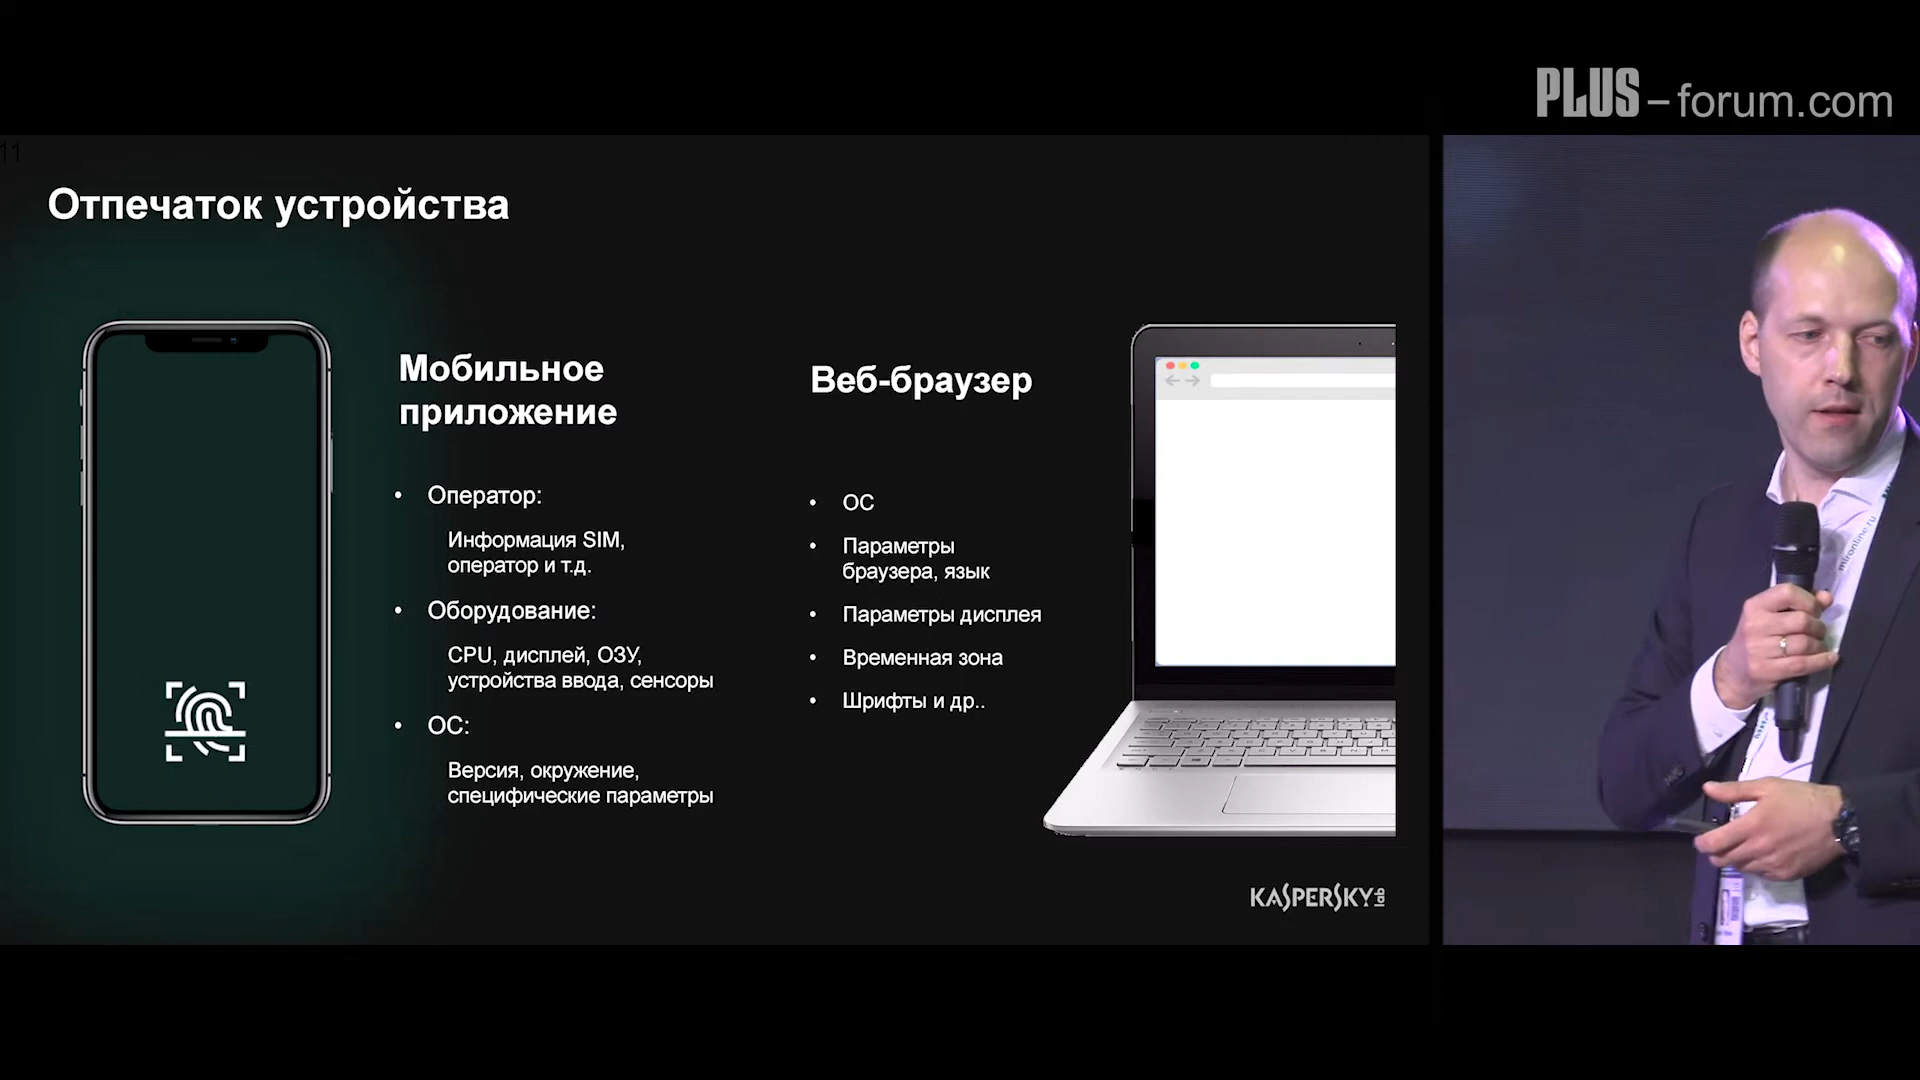 PLUS – forum.com
11
Отпечаток устройства
Мобильное
приложение
• Оператор:
Информация SIM,
оператор и т.д.
• Оборудование:
CPU, дисплей, ОЗУ,
устройства ввода, сенсоры
• ОС:
Версия, окружение,
специфические параметры
Веб-браузер
• ОС
• Параметры
браузера, язык
• Параметры дисплея
• Временная зона
• Шрифты и др..
KASPERSKY lab
mironline.ru